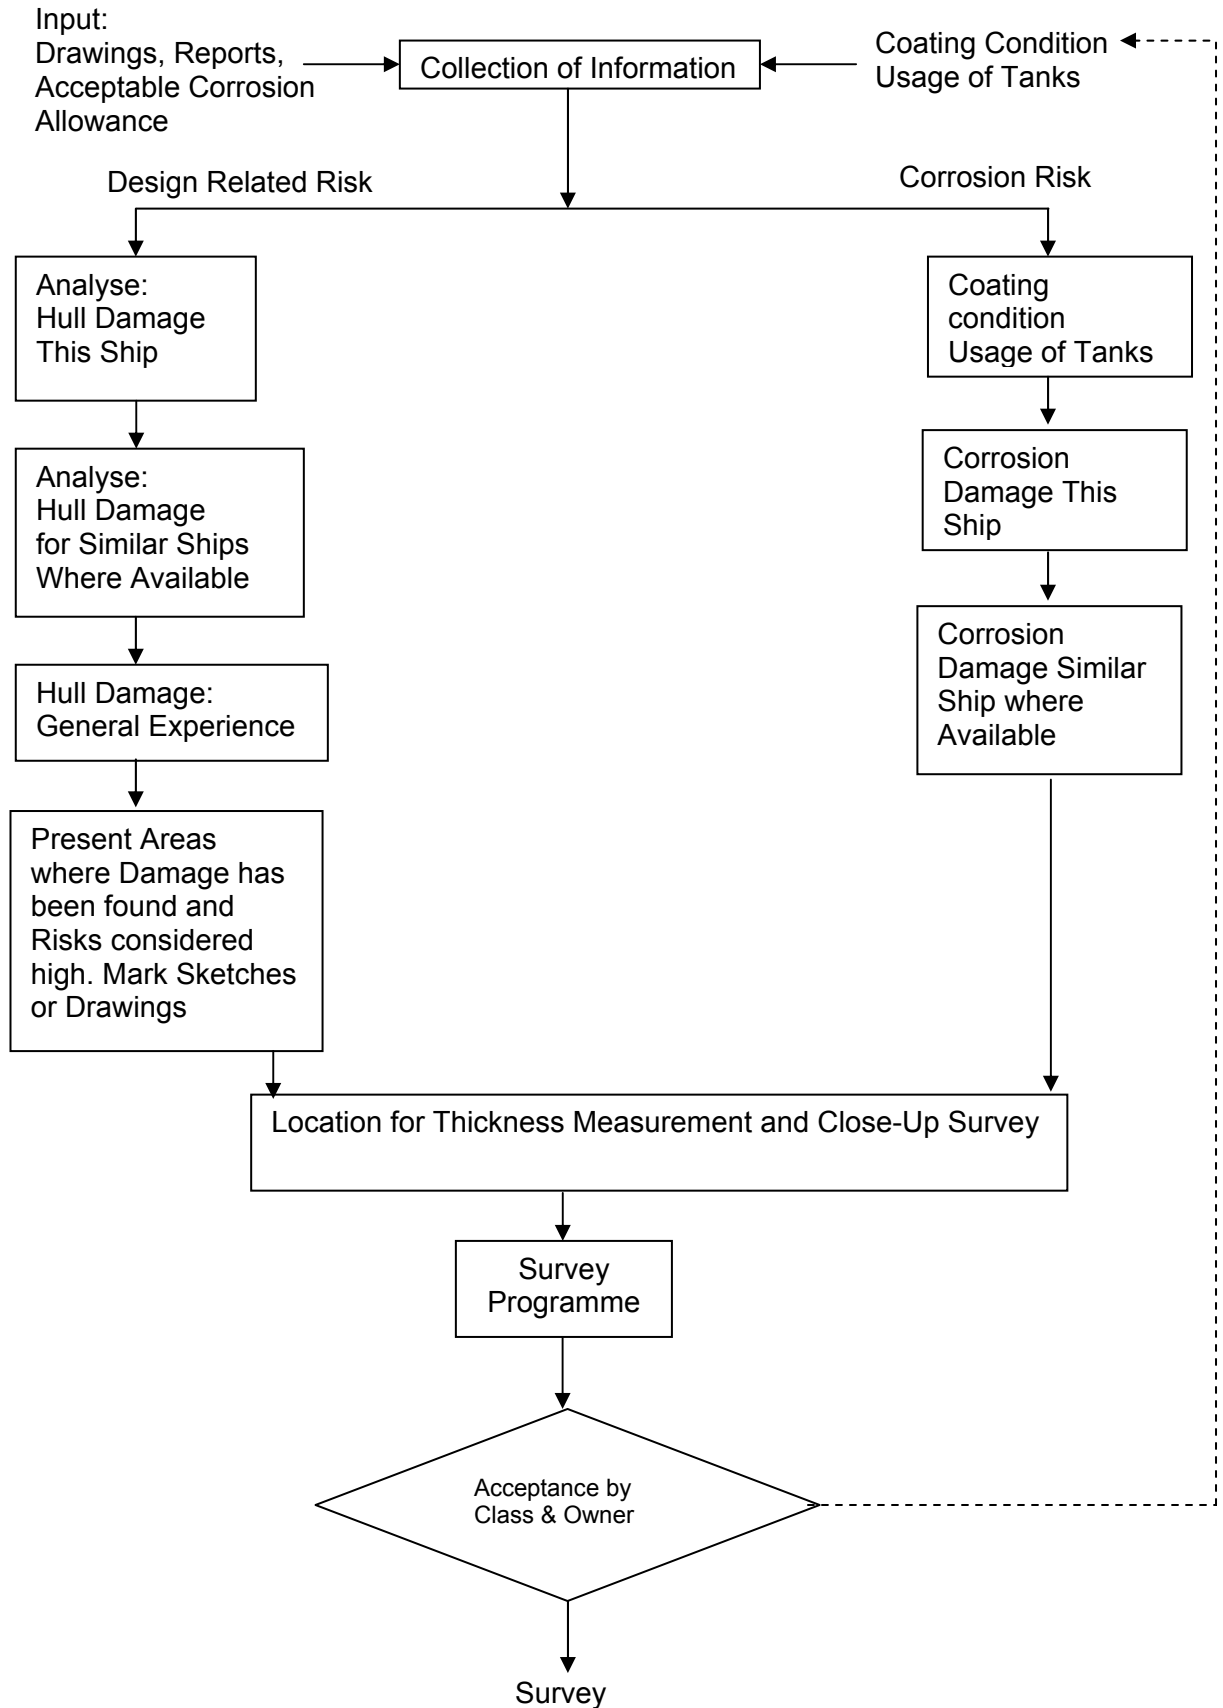 Input:
Drawings, Reports,
Acceptable Corrosion
Allowance
Collection of Information
Coating Condition
Usage of Tanks
Design Related Risk
Corrosion Risk
Analyse:
Hull Damage
This Ship
Analyse:
Hull Damage
for Similar Ships
Where Available
Hull Damage:
General Experience
Present Areas
where Damage has
been found and
Risks considered
high. Mark Sketches
or Drawings
Coating
condition
Usage of Tanks
Corrosion
Damage This
Ship
Corrosion
Damage Similar
Ship where
Available
Location for Thickness Measurement and Close-Up Survey
Survey
Programme
Acceptance by
Class & Owner
Survey